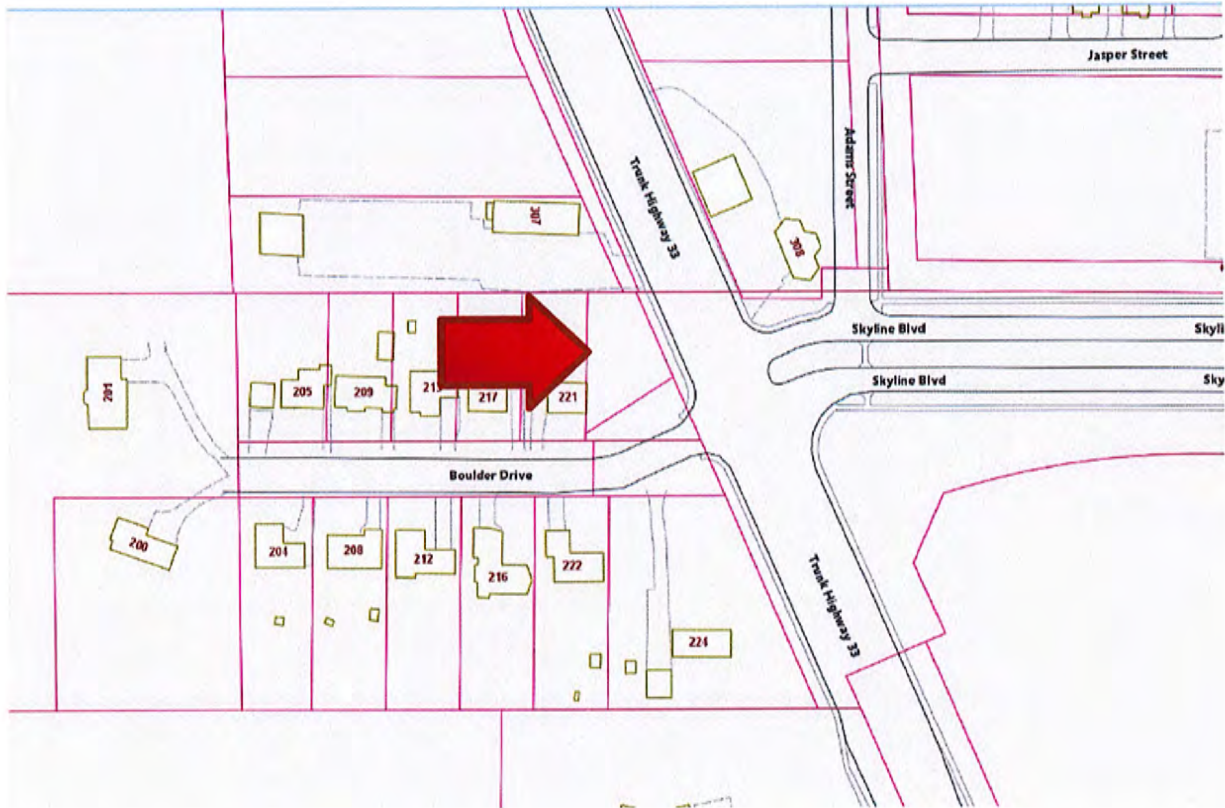 Jasper Street
Adams Street
Trunk Highway 33
307
308
Skyline Blvd
Skyli
Skyline Blvd
Sky
201
205
209
217
221
Boulder Drive
200
204
208
212
216
222
224
Trunk Highway 33